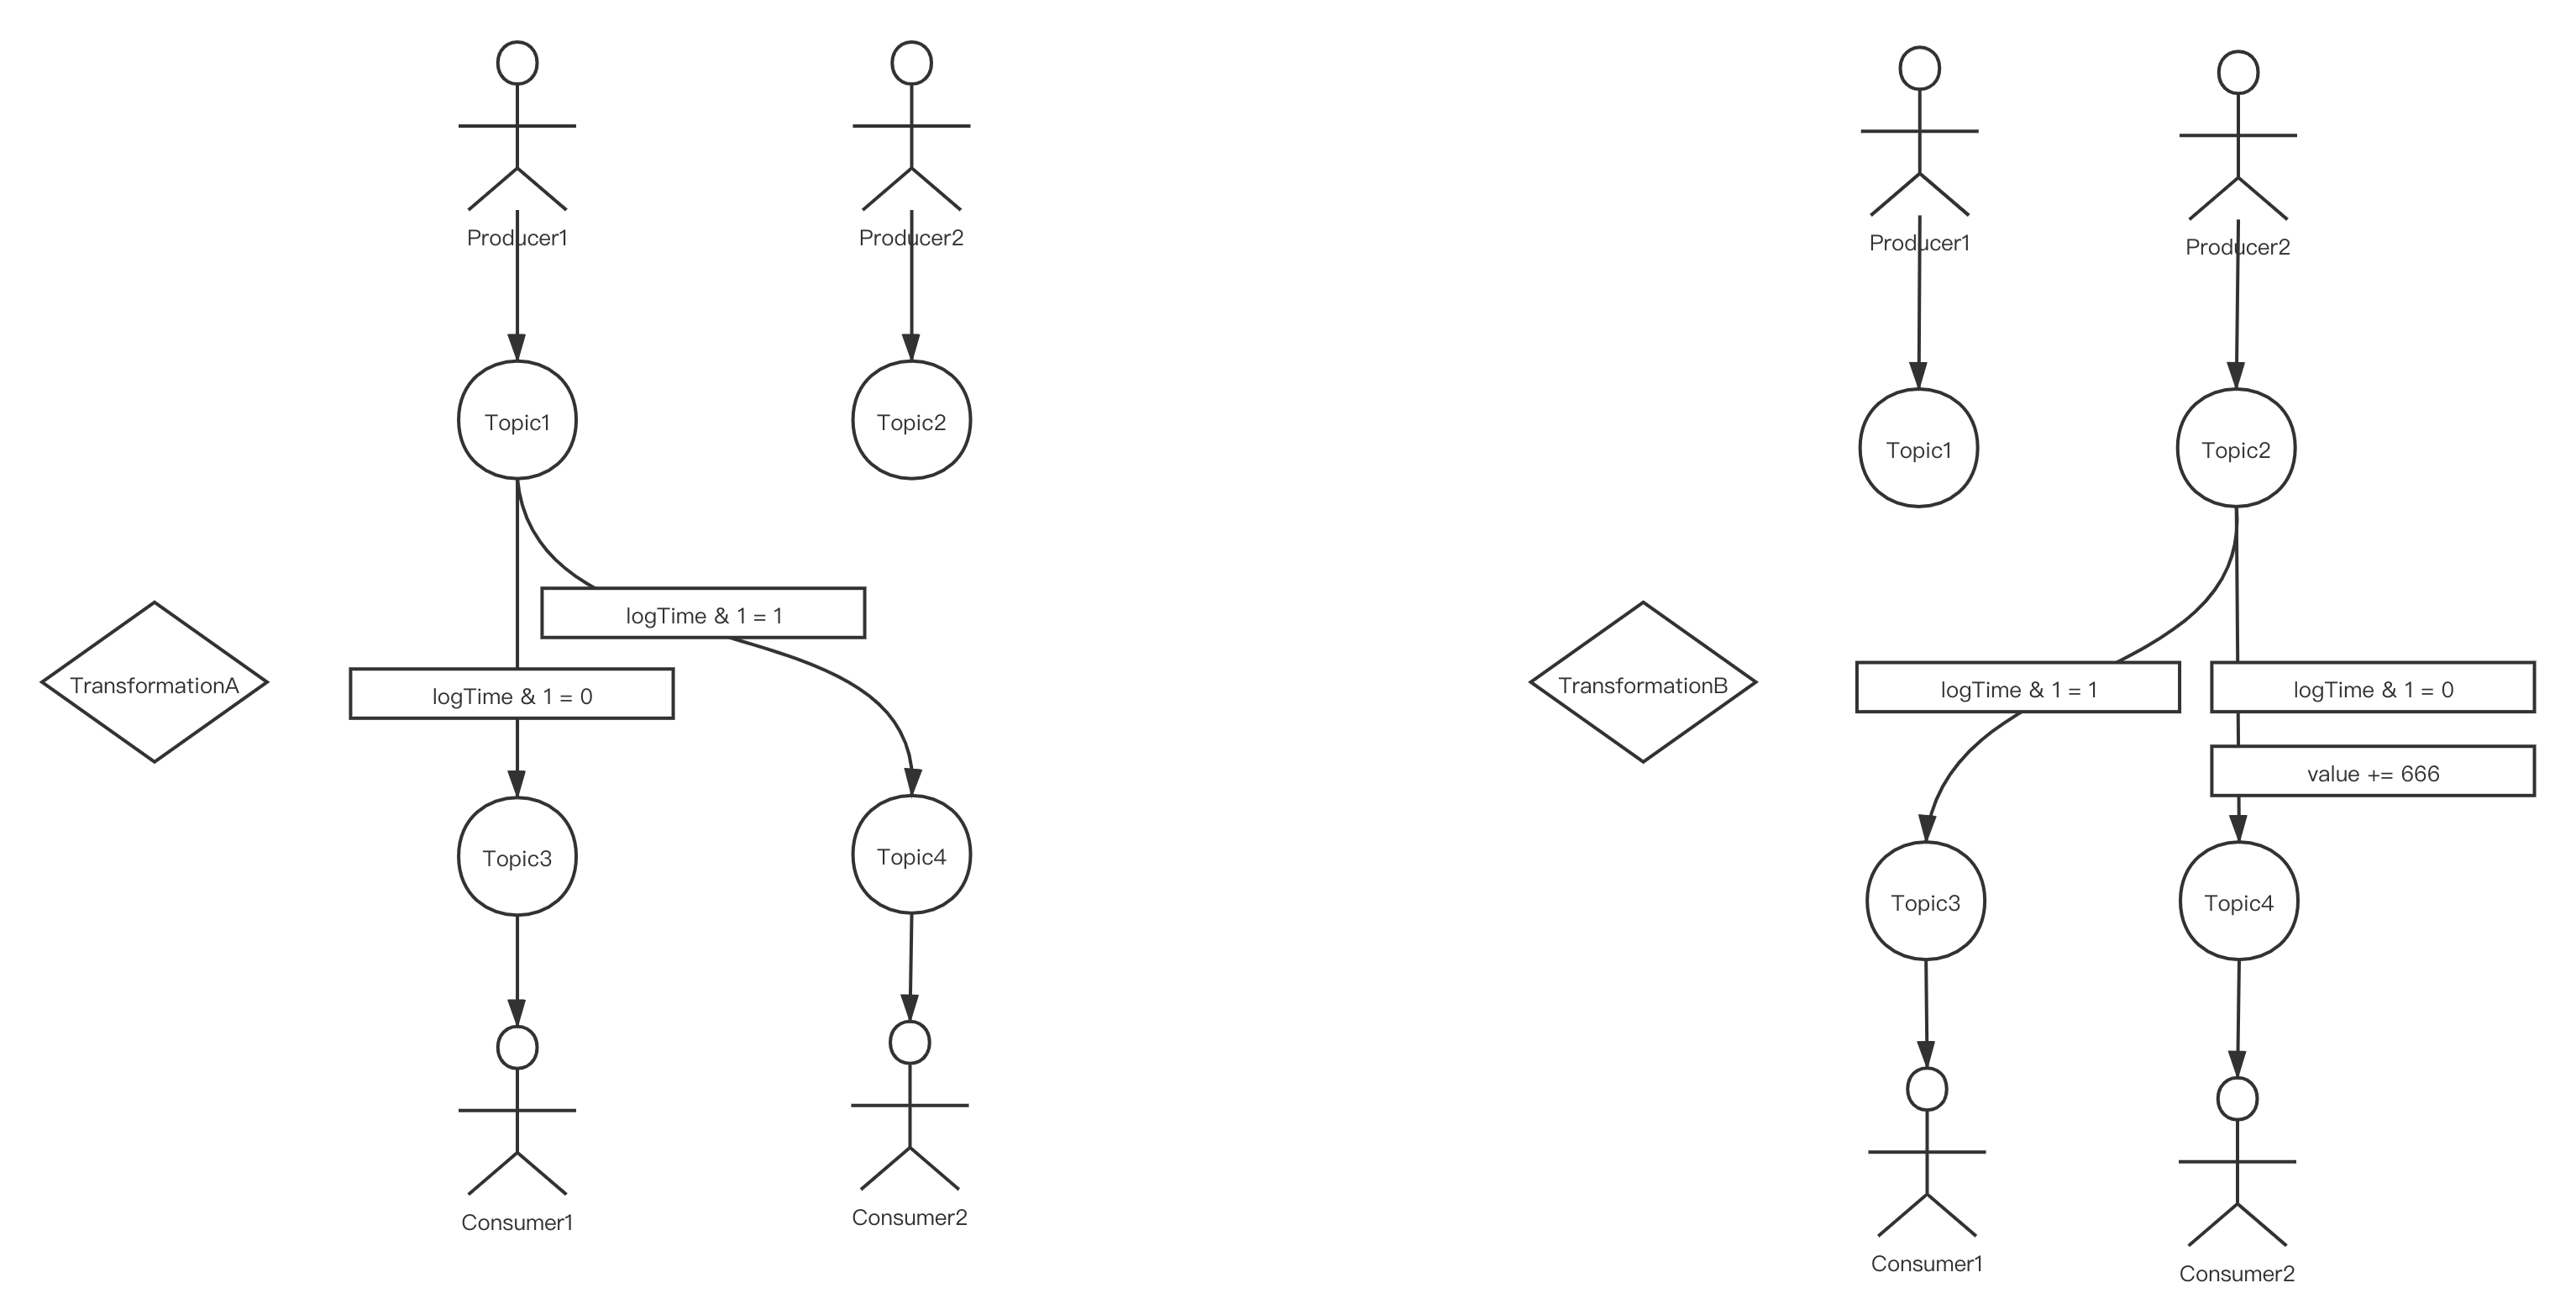 Producer1
Producer2
Topic1
Topic2
logTime & 1 = 1
TransformationA
logTime & 1 = 0
Topic3
Topic4
Consumer1
Consumer2
Producer1
Producer2
Topic1
Topic2
TransformationB
logTime & 1 = 1
logTime & 1 = 0
value += 666
Topic3
Topic4
Consumer1
Consumer2